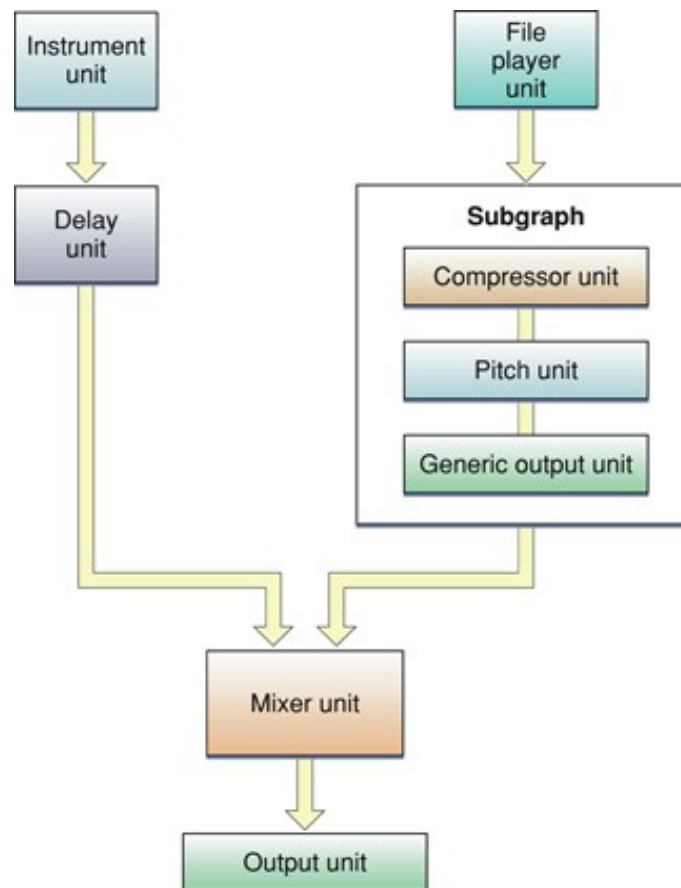 Instrument
unit
File
player
unit
Delay
unit
Subgraph
Compressor unit
Pitch unit
Generic output unit
Mixer unit
Output unit